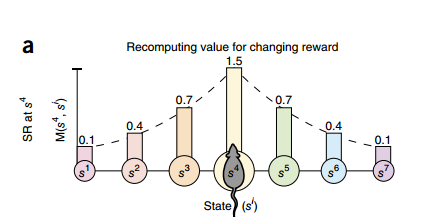 a
Recomputing value for changing reward
1.5
0.7
0.7
0.4
0.4
0.1
0.1
SR at s⁴
M(s⁴, sⁱ)
s¹ s² s³ s⁴ s⁵ s⁶ s⁷
State (sⁱ)